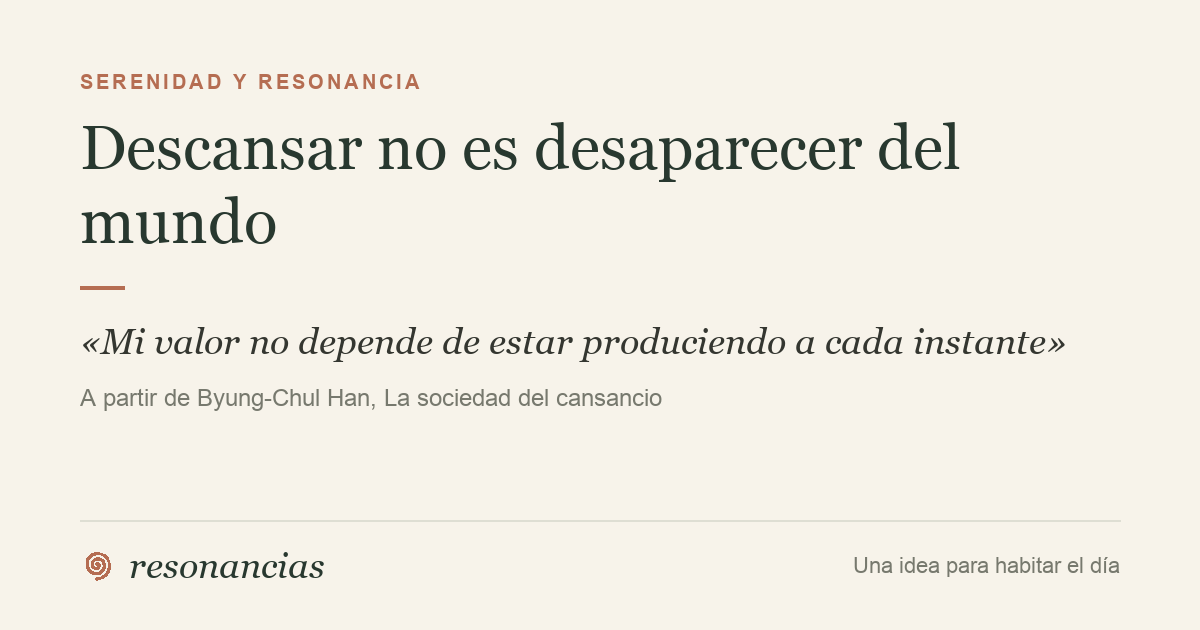 SERENIDAD Y RESONANCIA
Descansar no es desaparecer del
mundo
«Mi valor no depende de estar produciendo a cada instante»
A partir de Byung-Chul Han, La sociedad del cansancio
resonancias
Una idea para habitar el día